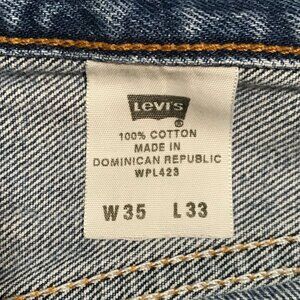 Levi's
®
100% COTTON
MADE IN
DOMINICAN REPUBLIC
WPL423
W35 L33